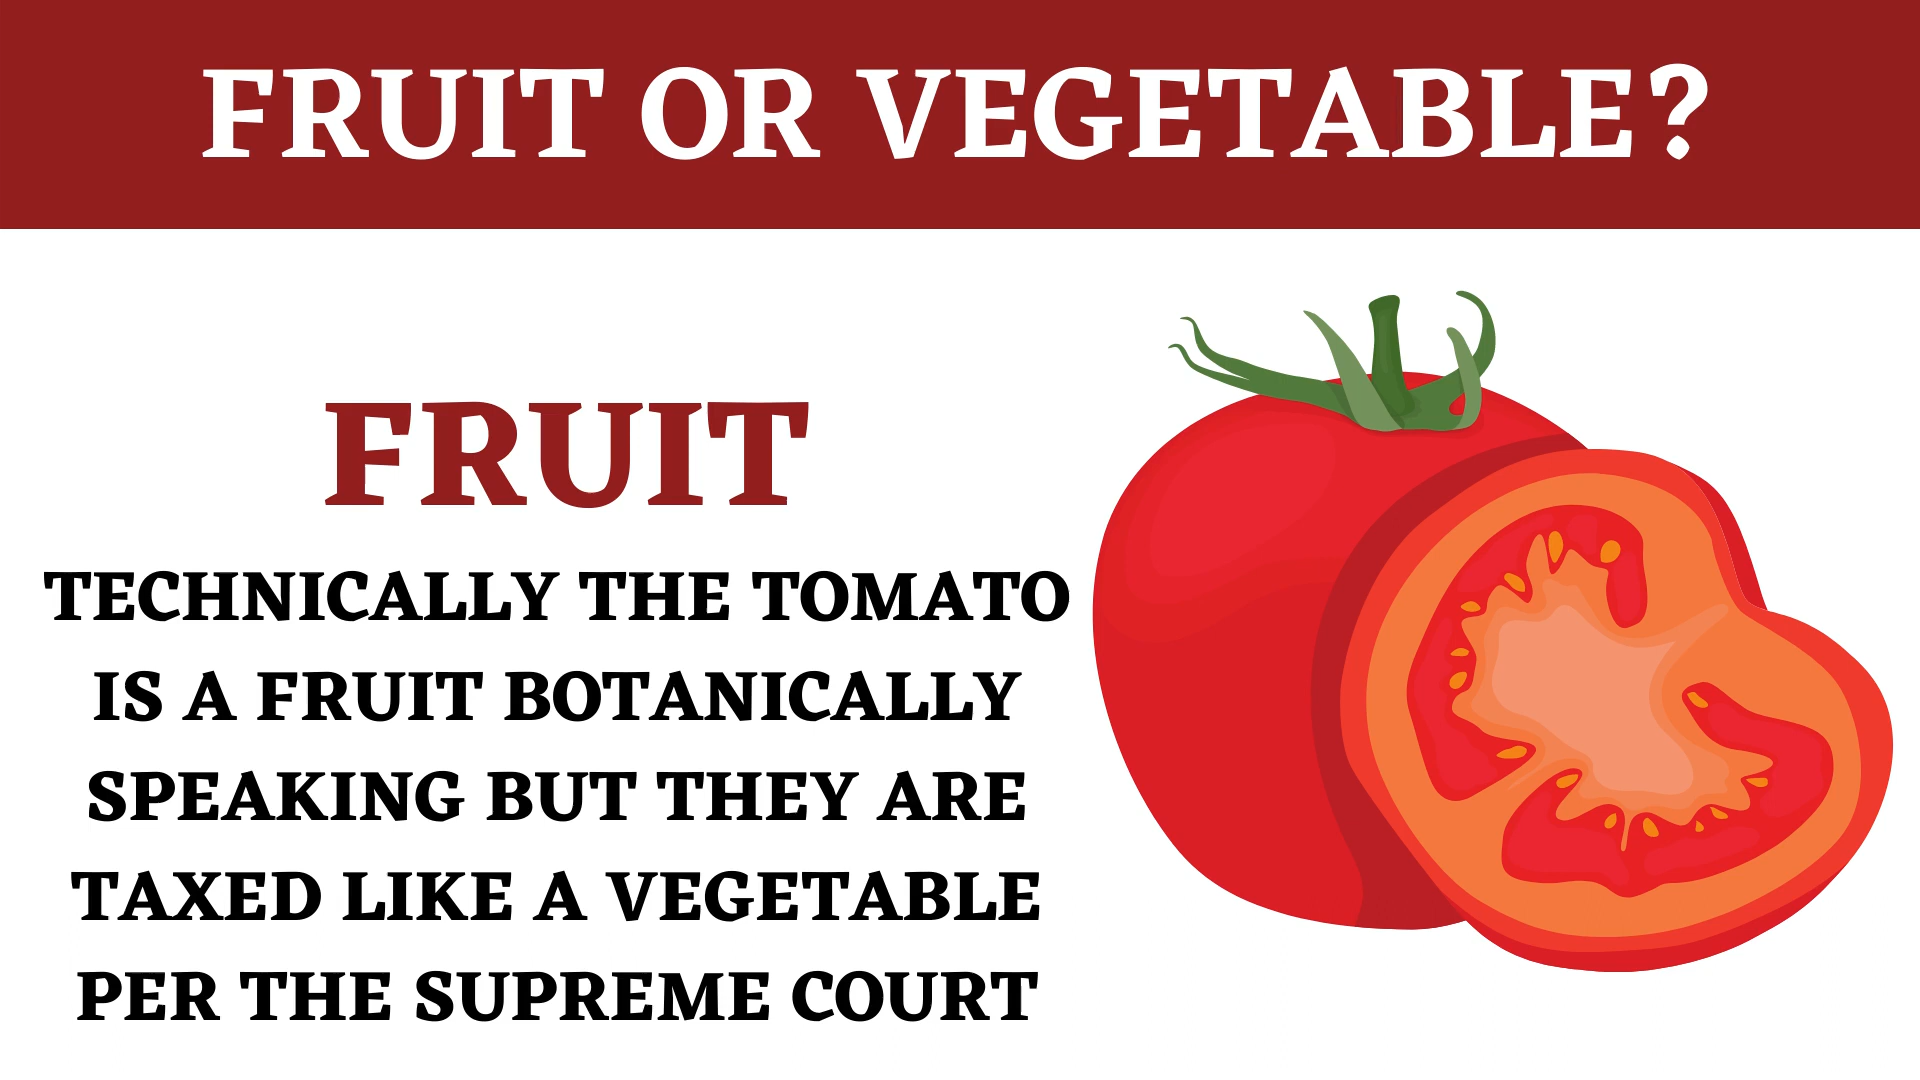 FRUIT OR VEGETABLE?
FRUIT
TECHNICALLY THE TOMATO
IS A FRUIT BOTANICALLY
SPEAKING BUT THEY ARE
TAXED LIKE A VEGETABLE
PER THE SUPREME COURT